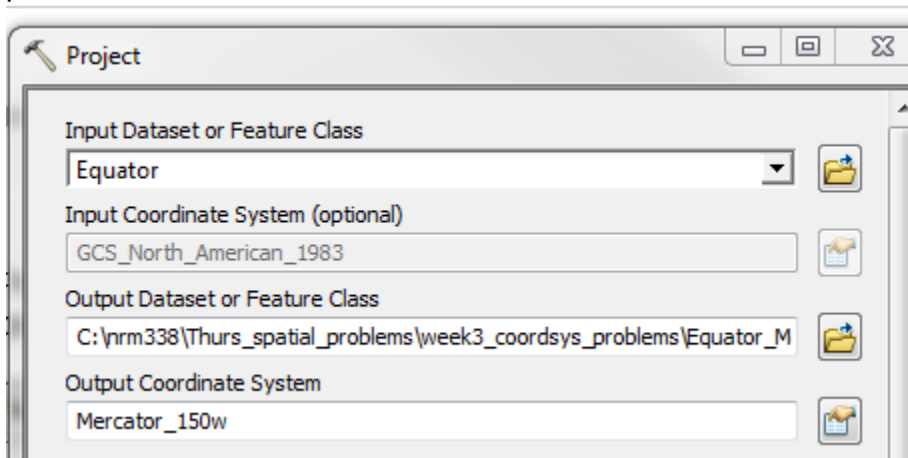 Project
Input Dataset or Feature Class
Equator
Input Coordinate System (optional)
GCS_North_American_1983
Output Dataset or Feature Class
C:\nrm338\Thurs_spatial_problems\week3_coordsys_problems\Equator_M
Output Coordinate System
Mercator_150w